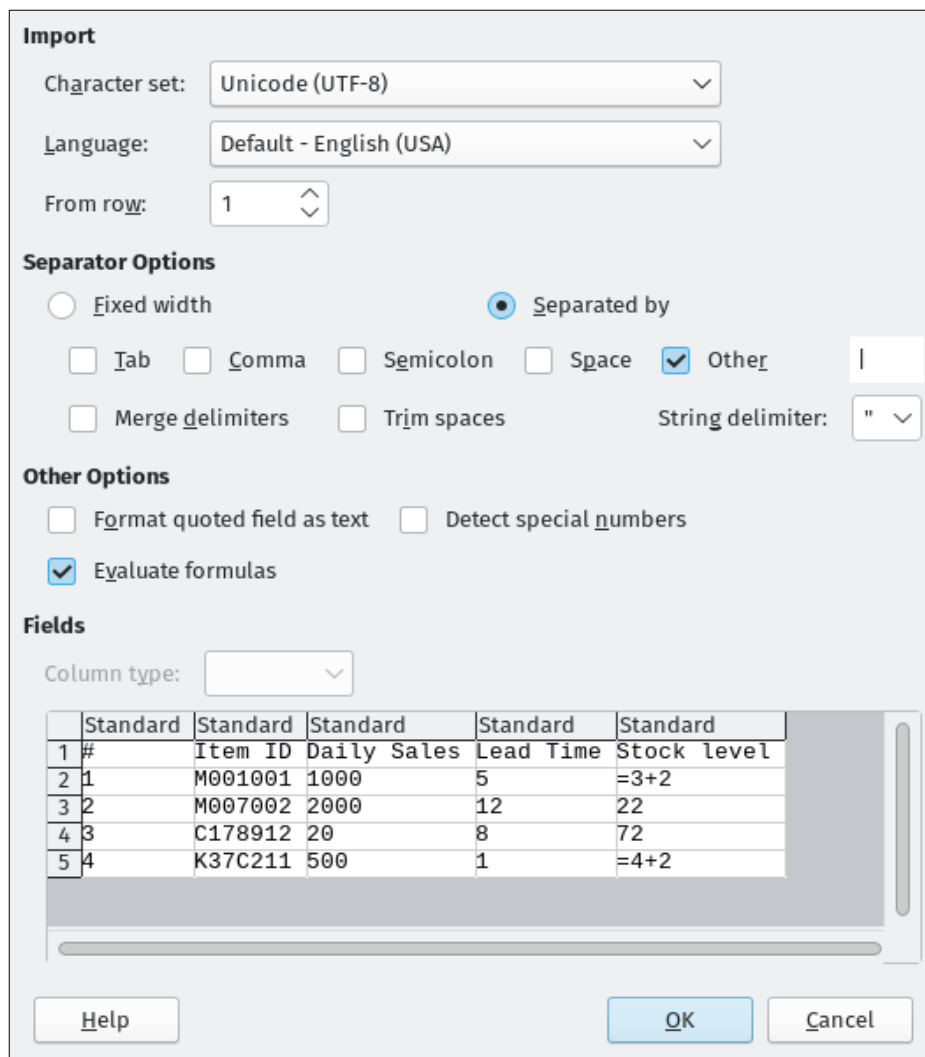 Import
Character set: Unicode (UTF-8)
Language: Default - English (USA)
From row: 1
Separator Options
Fixed width Separated by
Tab Comma Semicolon Space Other |
Merge delimiters Trim spaces String delimiter: "
Other Options
Format quoted field as text Detect special numbers
Evaluate formulas
Fields
Column type:
Standard Standard Standard Standard Standard
1 # Item ID Daily Sales Lead Time Stock level
2 1 M001001 1000 5 =3+2
3 2 M007002 2000 12 22
4 3 C178912 20 8 72
5 4 K37C211 500 1 =4+2
Help OK Cancel